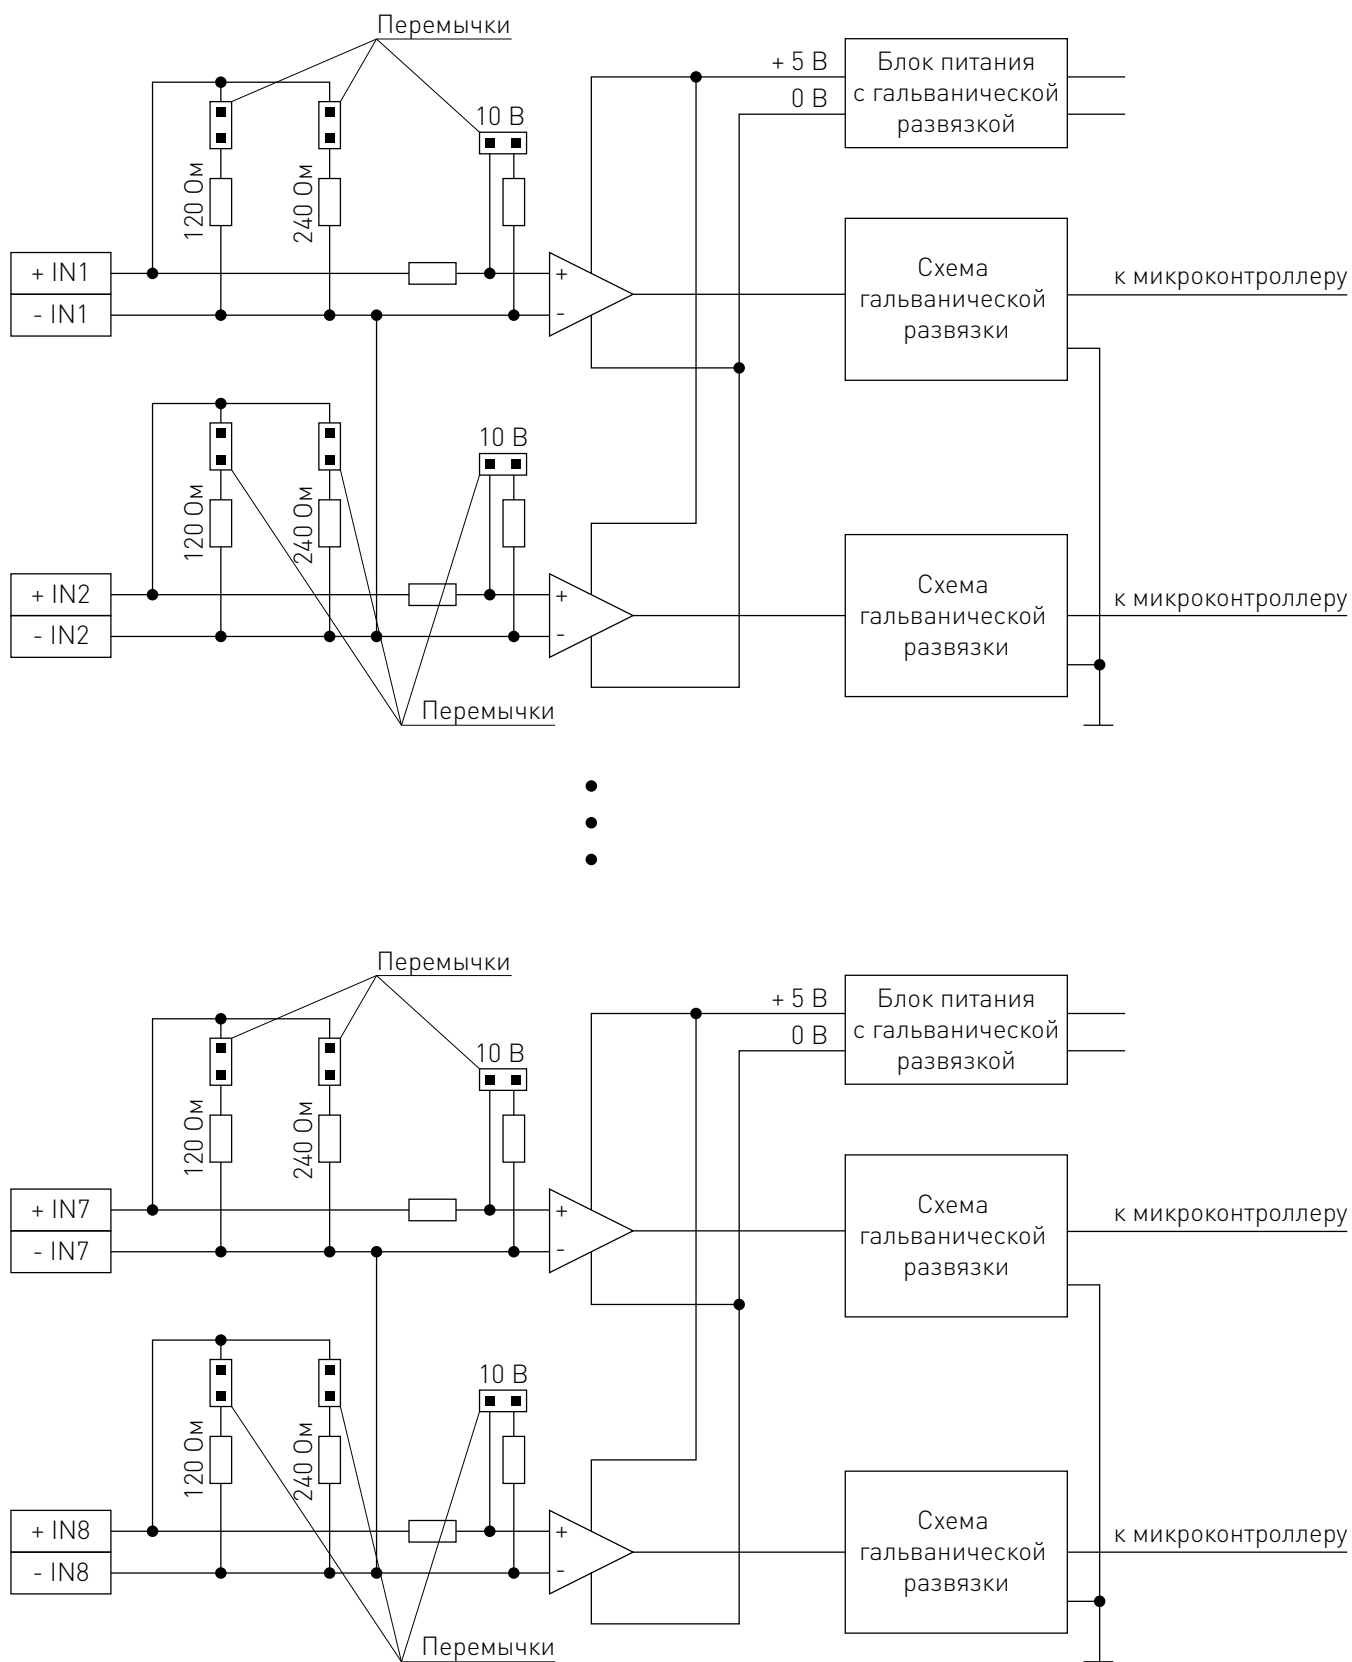 Перемычки
+ 5 В
0 В
Блок питания
с гальванической
развязкой
10 В
120 Ом
240 Ом
+ IN1
- IN1
+
-
Схема
гальванической
развязки
к микроконтроллеру
10 В
120 Ом
240 Ом
+ IN2
- IN2
+
-
Схема
гальванической
развязки
к микроконтроллеру
Перемычки
Перемычки
+ 5 В
0 В
Блок питания
с гальванической
развязкой
10 В
120 Ом
240 Ом
+ IN7
- IN7
+
-
Схема
гальванической
развязки
к микроконтроллеру
10 В
120 Ом
240 Ом
+ IN8
- IN8
+
-
Схема
гальванической
развязки
к микроконтроллеру
Перемычки